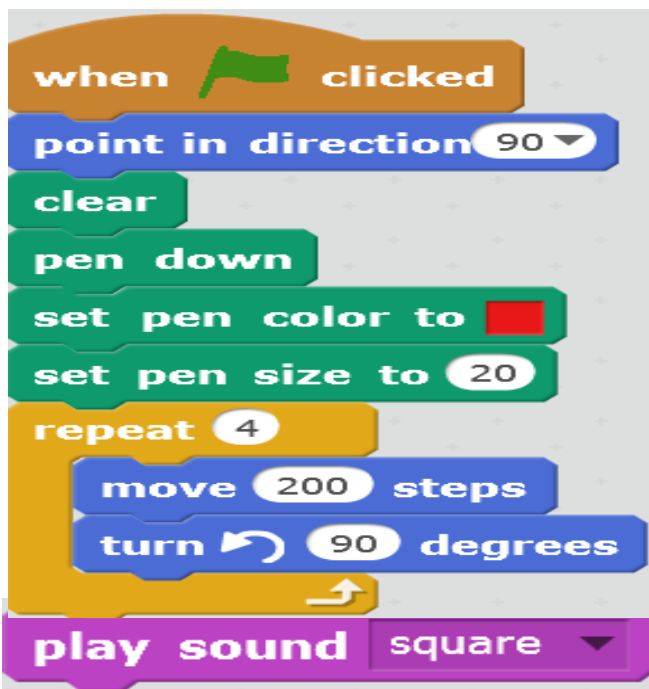 when clicked
point in direction 90
clear
pen down
set pen color to
set pen size to 20
repeat 4
move 200 steps
turn 90 degrees
play sound square